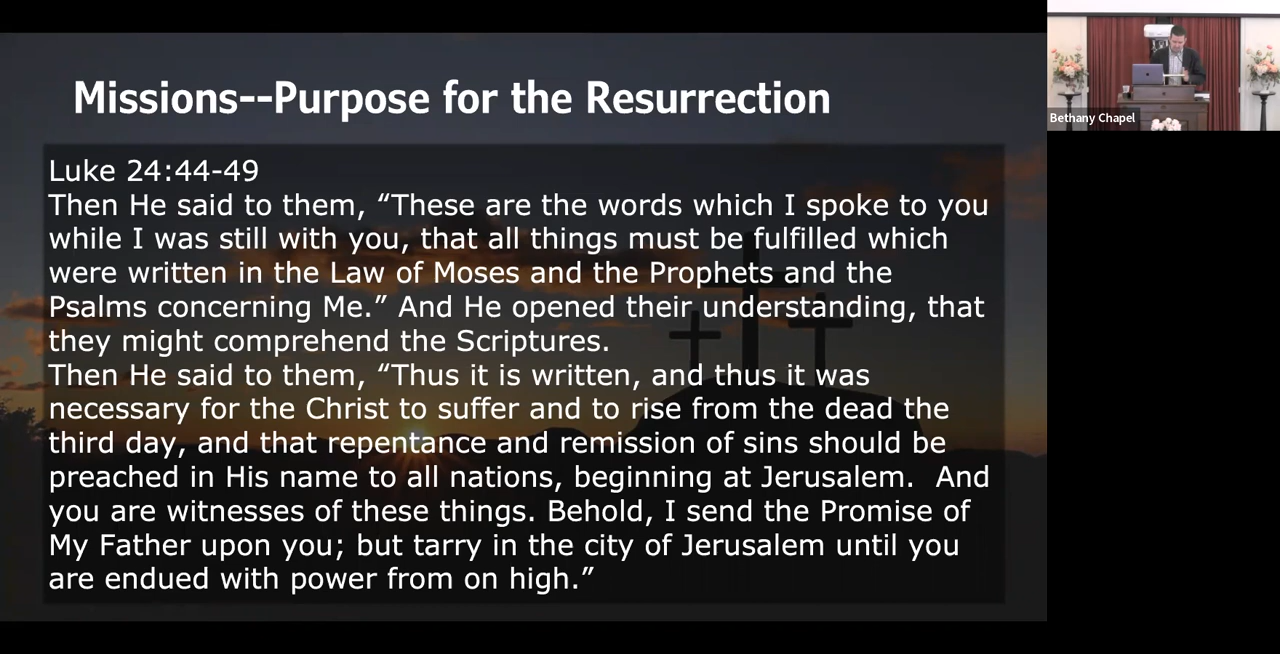 Missions--Purpose for the Resurrection
Luke 24:44-49
Then He said to them, “These are the words which I spoke to you
while I was still with you, that all things must be fulfilled which
were written in the Law of Moses and the Prophets and the
Psalms concerning Me.” And He opened their understanding, that
they might comprehend the Scriptures.
Then He said to them, “Thus it is written, and thus it was
necessary for the Christ to suffer and to rise from the dead the
third day, and that repentance and remission of sins should be
preached in His name to all nations, beginning at Jerusalem.  And
you are witnesses of these things. Behold, I send the Promise of
My Father upon you; but tarry in the city of Jerusalem until you
are endued with power from on high.”
Bethany Chapel